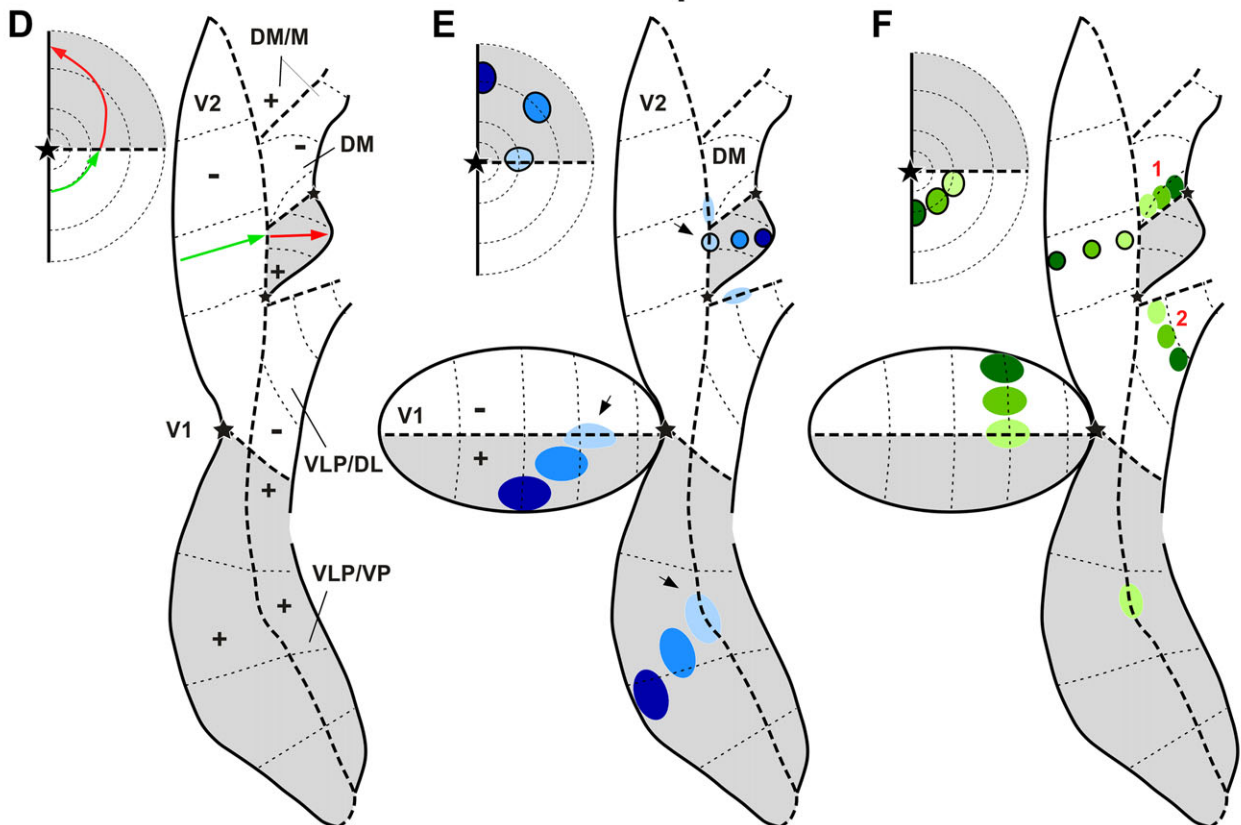 D
E
F
DM/M
V2
+
-
DM
-
+
V1
-
VLP/DL
+
VLP/VP
+
+
V2
DM
V1
-
+
1
2